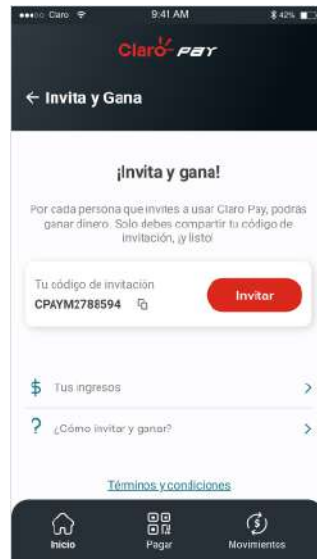 Claro
9:41 AM
42%
Claro PAY
← Invita y Gana
¡Invita y gana!
Por cada persona que invites a usar Claro Pay, podrás
ganar dinero. Solo debes compartir tu código de
invitación, ¡y listo!
Tu código de invitación
CPAYM2788594
Invitar
$ Tus ingresos
? ¿Cómo invitar y ganar?
Términos y condiciones
Inicio
Pagar
Movimientos